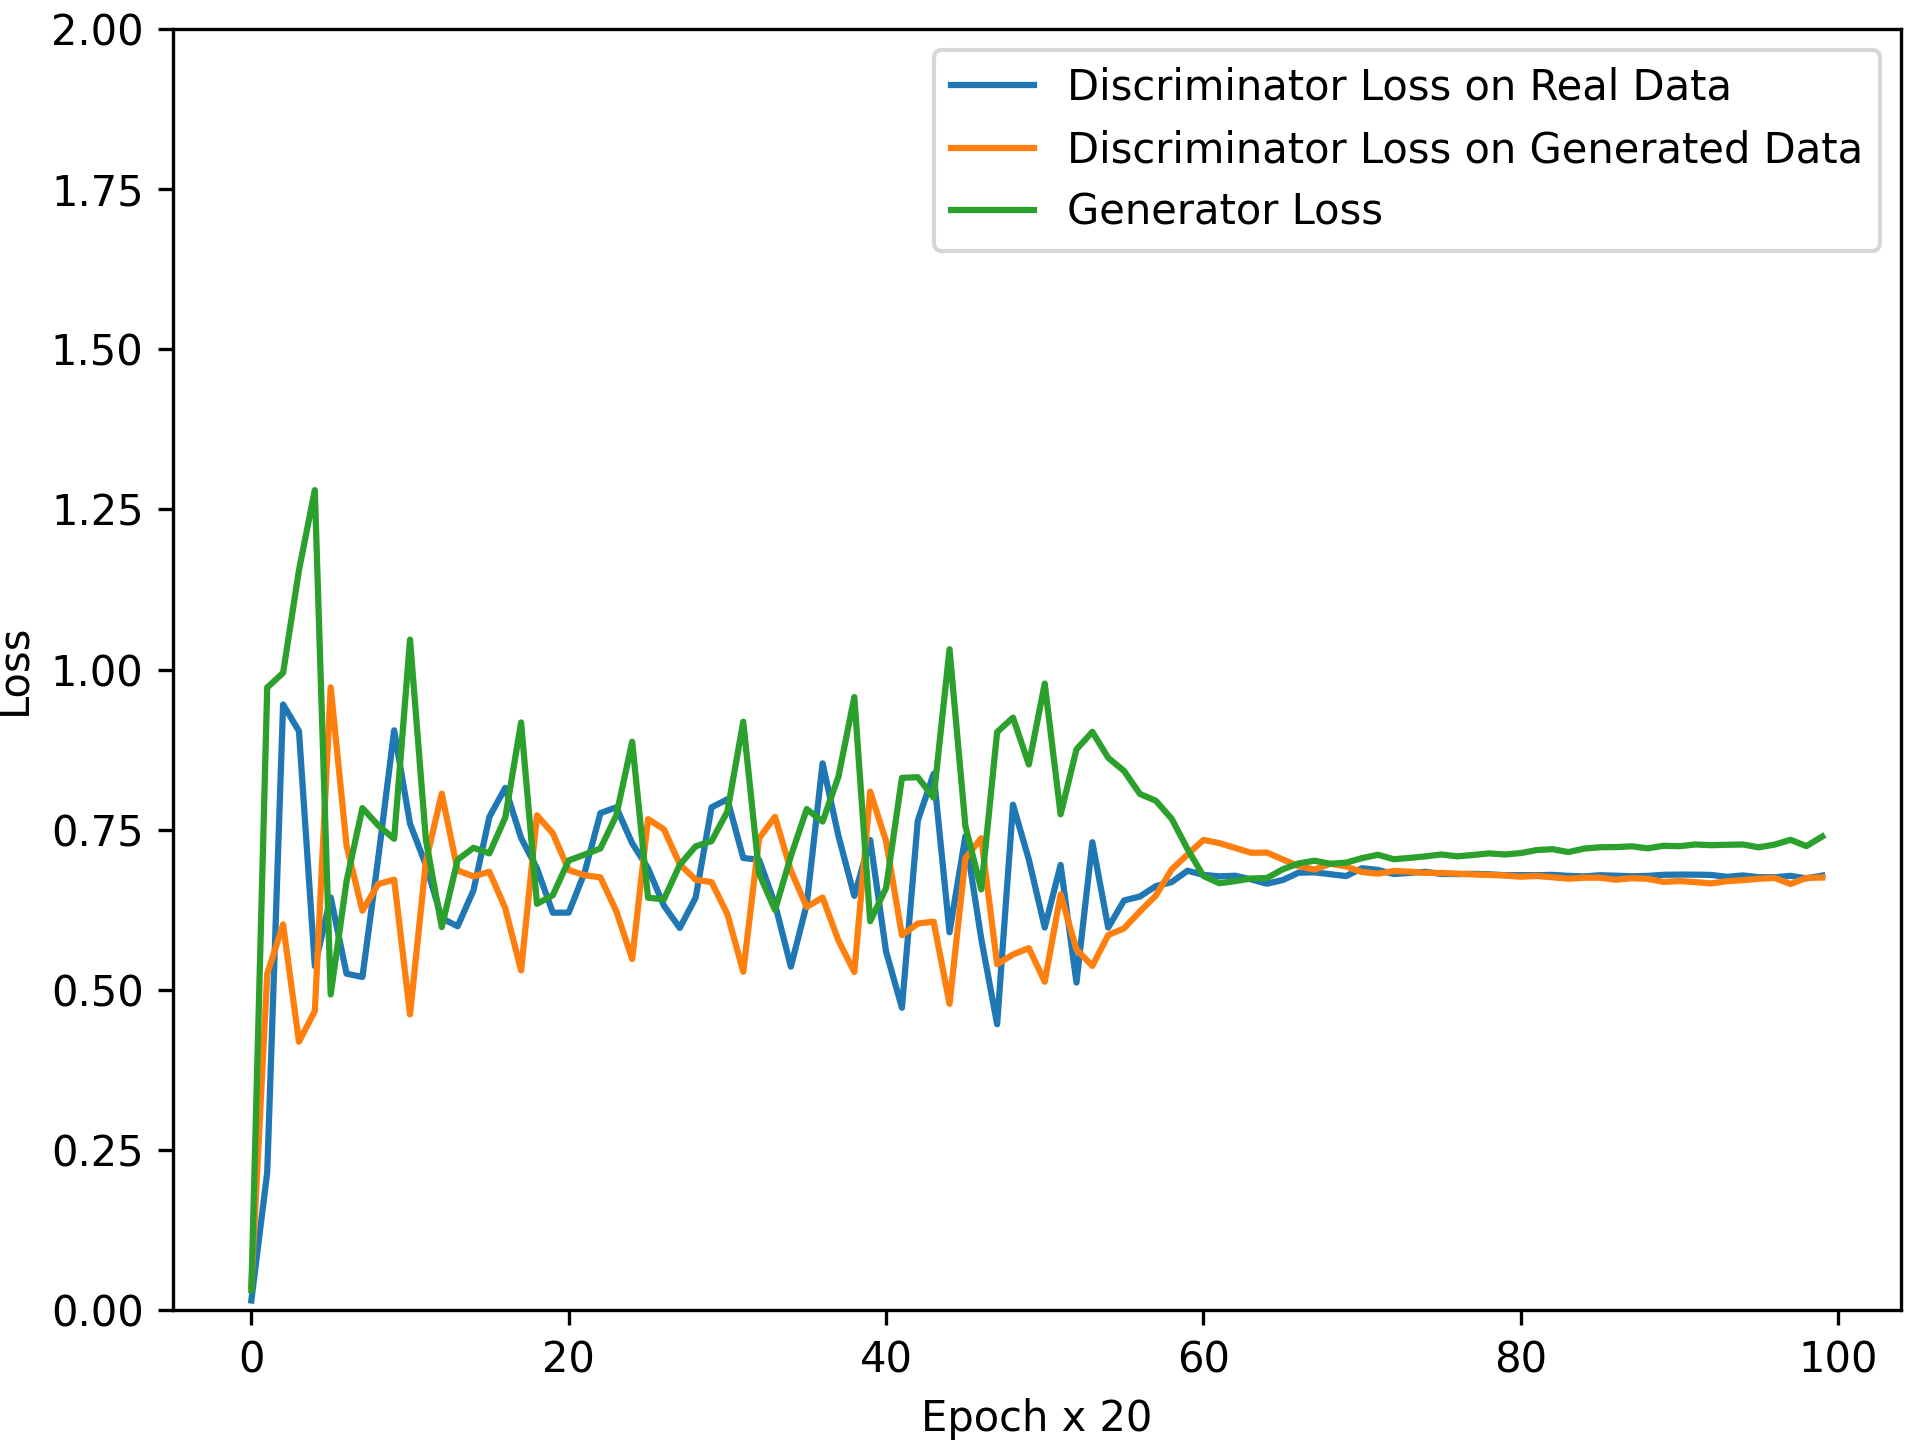 2.00
1.75
1.50
1.25
1.00
0.75
0.50
0.25
0.00
Loss
Discriminator Loss on Real Data
Discriminator Loss on Generated Data
Generator Loss
0 20 40 60 80 100
Epoch x 20